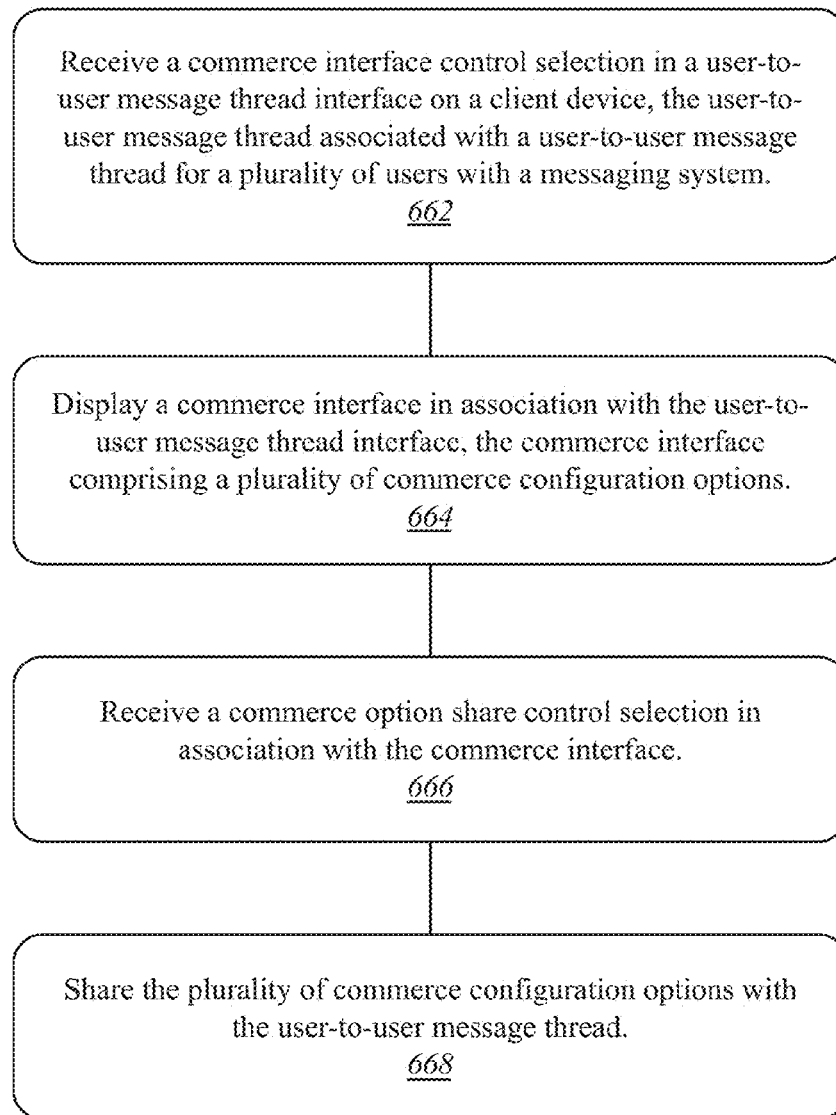 Receive a commerce interface control selection in a user-to-
user message thread interface on a client device, the user-to-
user message thread associated with a user-to-user message
thread for a plurality of users with a messaging system.
662
Display a commerce interface in association with the user-to-
user message thread interface, the commerce interface
comprising a plurality of commerce configuration options.
664
Receive a commerce option share control selection in
association with the commerce interface.
666
Share the plurality of commerce configuration options with
the user-to-user message thread.
668